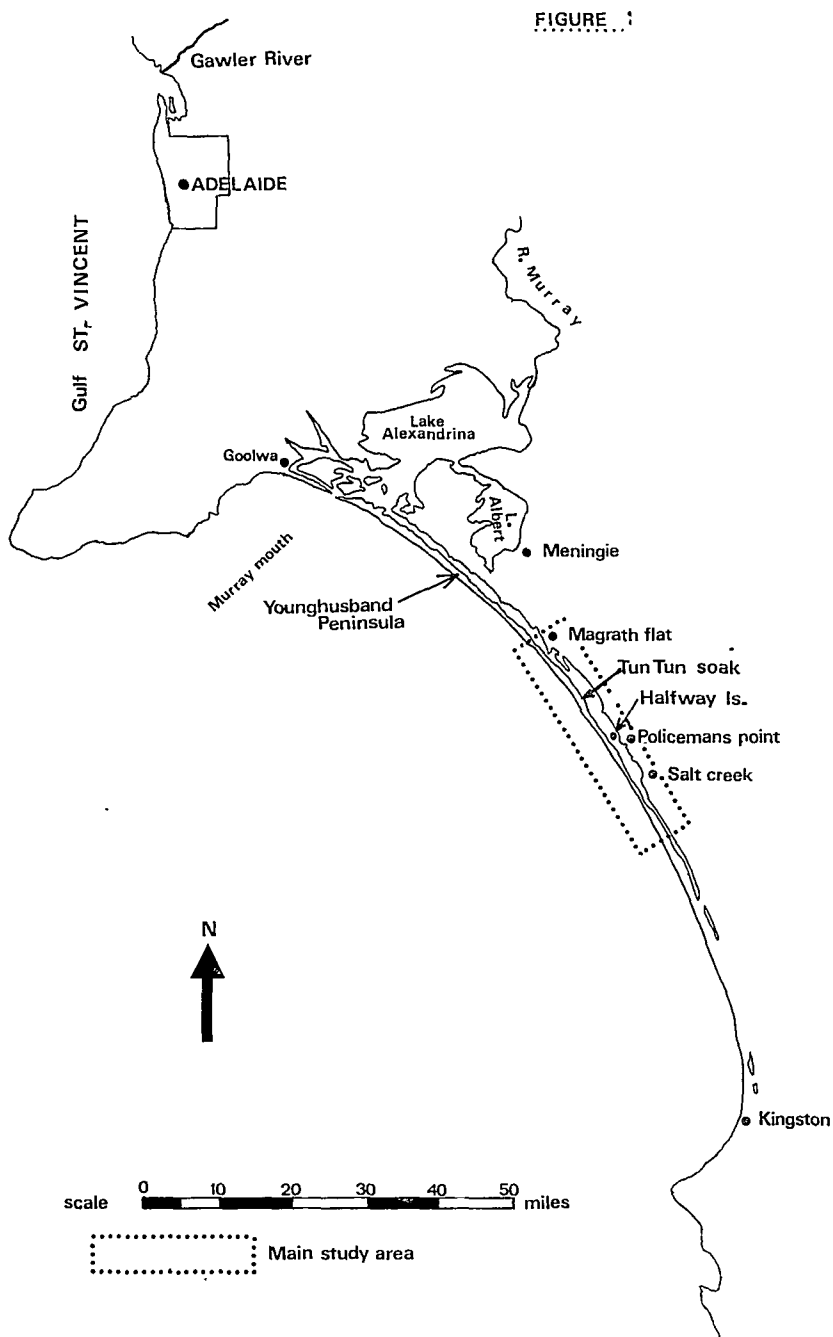 FIGURE 1
Gawler River
ADELAIDE
Gulf ST. VINCENT
R. Murray
Lake
Alexandrina
Goolwa
L. Albert
Meningie
Murray mouth
Younghusband
Peninsula
Magrath flat
Tun Tun soak
Halfway Is.
Policemans point
Salt creek
N
Kingston
0 10 20 30 40 50
scale miles
Main study area